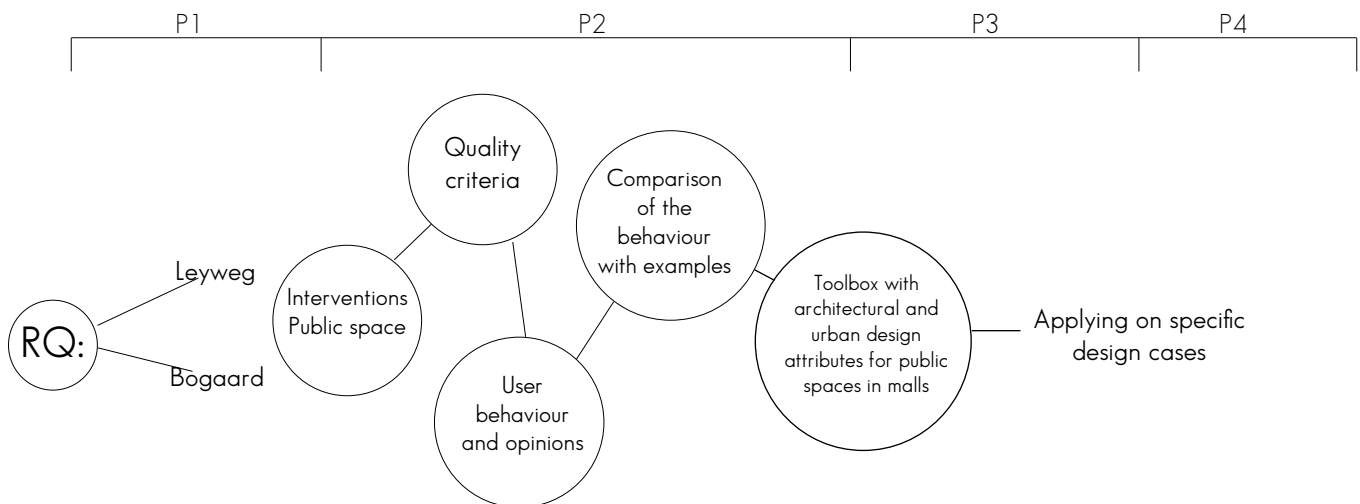 P1
P2
P3
P4
RQ:
Leyweg
Bogaard
Interventions
Public space
Quality
criteria
User
behaviour
and opinions
Comparison
of the
behaviour
with examples
Toolbox with
architectural and
urban design
attributes for public
spaces in malls
Applying on specific
design cases